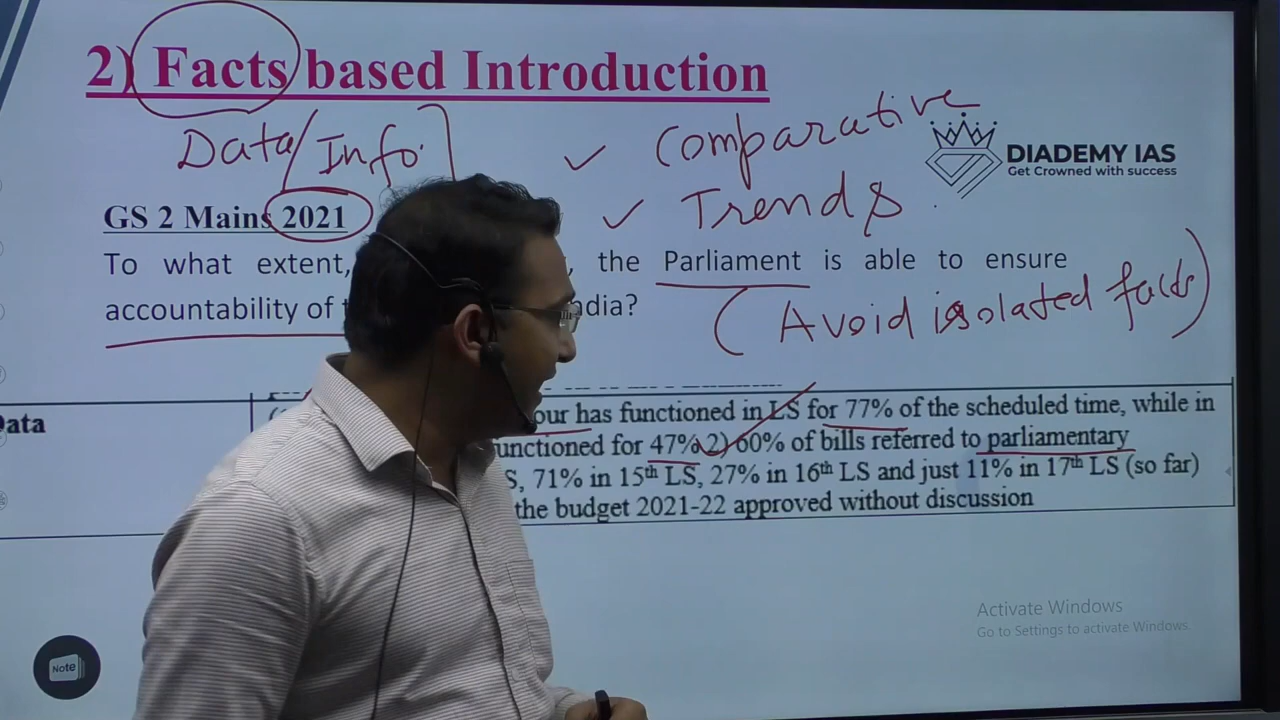 2) Facts based Introduction
Data/Info.
✓ Comparative
✓ Trends.
DIADEMY IAS
Get Crowned with success
GS 2 Mains 2021
To what extent, the Parliament is able to ensure
accountability of dia?
(Avoid isolated facts)
Data
our has functioned in LS for 77% of the scheduled time, while in
unctioned for 47% 2) 60% of bills referred to parliamentary
S, 71% in 15th LS, 27% in 16th LS and just 11% in 17th LS (so far)
the budget 2021-22 approved without discussion
Activate Windows
Go to Settings to activate Windows.
Note